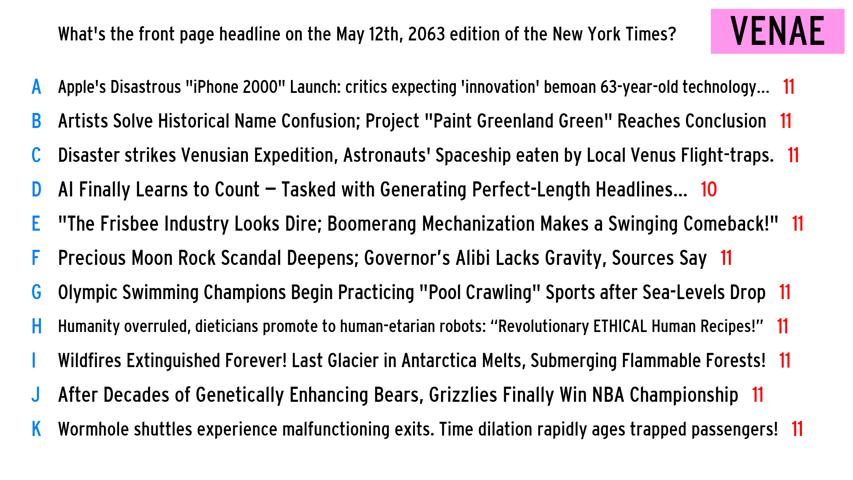 What's the front page headline on the May 12th, 2063 edition of the New York Times?
VENAE
A Apple's Disastrous "iPhone 2000" Launch: critics expecting 'innovation' bemoan 63-year-old technology... 11
B Artists Solve Historical Name Confusion; Project "Paint Greenland Green" Reaches Conclusion 11
C Disaster strikes Venusian Expedition, Astronauts' Spaceship eaten by Local Venus Flight-traps. 11
D AI Finally Learns to Count – Tasked with Generating Perfect-Length Headlines... 10
E "The Frisbee Industry Looks Dire; Boomerang Mechanization Makes a Swinging Comeback!" 11
F Precious Moon Rock Scandal Deepens; Governor’s Alibi Lacks Gravity, Sources Say 11
G Olympic Swimming Champions Begin Practicing "Pool Crawling" Sports after Sea-Levels Drop 11
H Humanity overruled, dieticians promote to human-etarian robots: “Revolutionary ETHICAL Human Recipes!” 11
I Wildfires Extinguished Forever! Last Glacier in Antarctica Melts, Submerging Flammable Forests! 11
J After Decades of Genetically Enhancing Bears, Grizzlies Finally Win NBA Championship 11
K Wormhole shuttles experience malfunctioning exits. Time dilation rapidly ages trapped passengers! 11